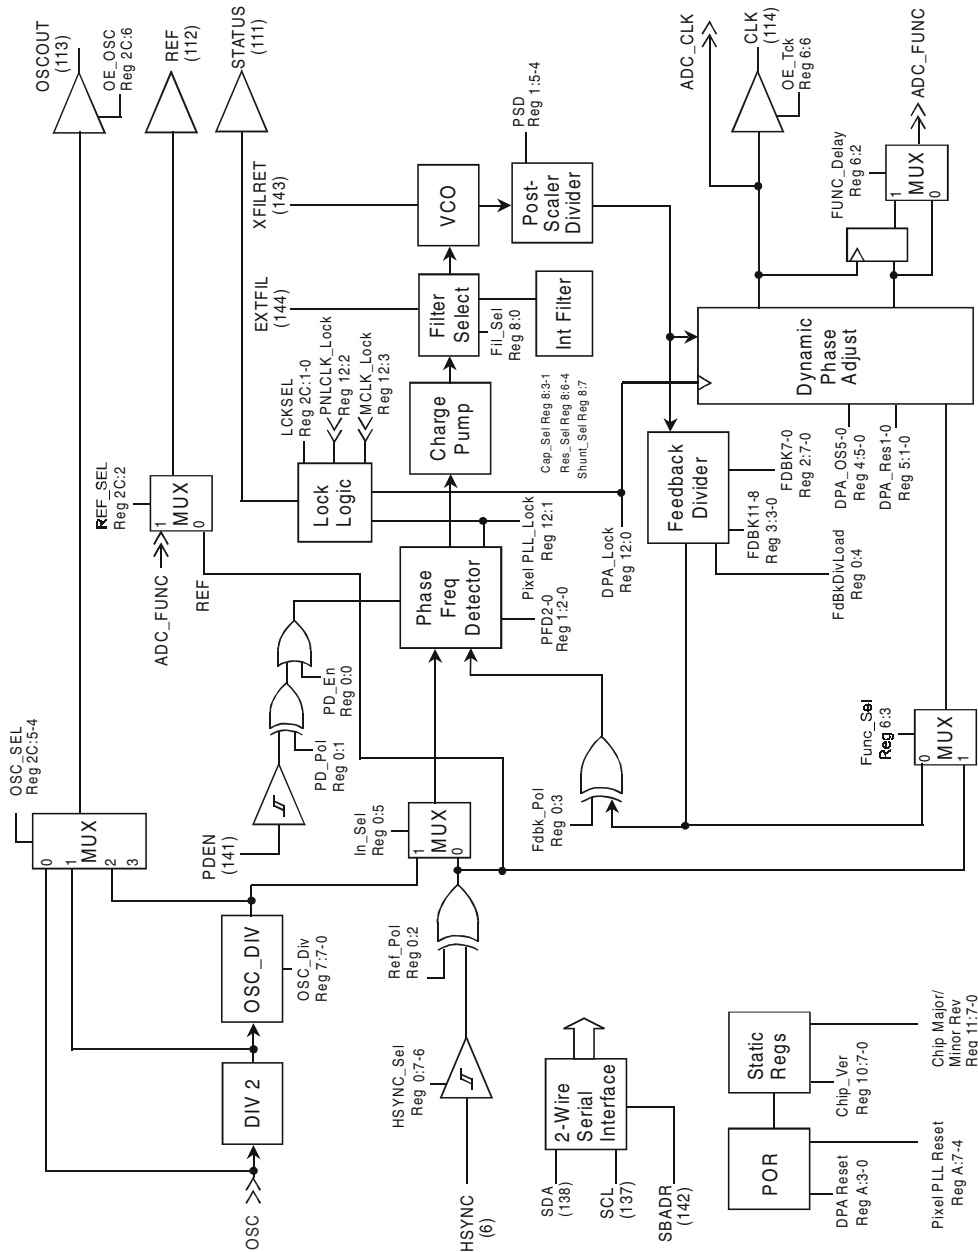 OSCOUT
(113)
OE_OSC
Reg 2C:6
REF
(112)
STATUS
(111)
ADC_CLK
CLK
(114)
OE_Tck
Reg 6:6
ADC_FUNC
XFILRET
(143)
EXTFIL
(144)
PSD
Reg 1:5-4
FUNC_Delay
Reg 6:2
1
MUX
0
VCO
Post-
Scaler
Divider
LCKSEL
Reg 2C:1-0
PNLCLK_Lock
Reg 12:2
MCLK_Lock
Reg 12:3
Filter
Select
Fil_Sel
Reg 8:0
Int Filter
Dynamic
Phase
Adjust
REF_SEL
Reg 2C:2
1
MUX
0
ADC_FUNC
REF
Lock
Logic
Charge
Pump
Cap_Sel Reg 8:3-1
Res_Sel Reg 8:6-4
Shunt_Sel Reg 8:7
Pixel PLL_Lock
Reg 12:1
DPA_Lock
Reg 12:0
Feedback
Divider
FDBK7-0
Reg 2:7-0
FDBK11-8
Reg 3:3-0
FdBkDivLoad
Reg 0:4
DPA_OS5-0
Reg 4:5-0
DPA_Res1-0
Reg 5:1-0
Phase
Freq
Detector
PFD2-0
Reg 1:2-0
PD_En
Reg 0:0
PD_Pol
Reg 0:1
PDEN
(141)
OSC_SEL
Reg 2C:5-4
0
1
MUX
2
3
In_Sel
Reg 0:5
1
MUX
0
Fdbk_Pol
Reg 0:3
Func_Sel
Reg 6:3
0
MUX
1
OSC_DIV
OSC_Div
Reg 7:7-0
Ref_Pol
Reg 0:2
DIV 2
OSC
HSYNC_Sel
Reg 0:7-6
HSYNC
(6)
2-Wire
Serial
Interface
SDA
(138)
SCL
(137)
SBADR
(142)
Static
Regs
Chip_Ver
Reg 10:7-0
Chip Major/
Minor Rev
Reg 11:7-0
POR
DPA Reset
Reg A:3-0
Pixel PLL Reset
Reg A:7-4